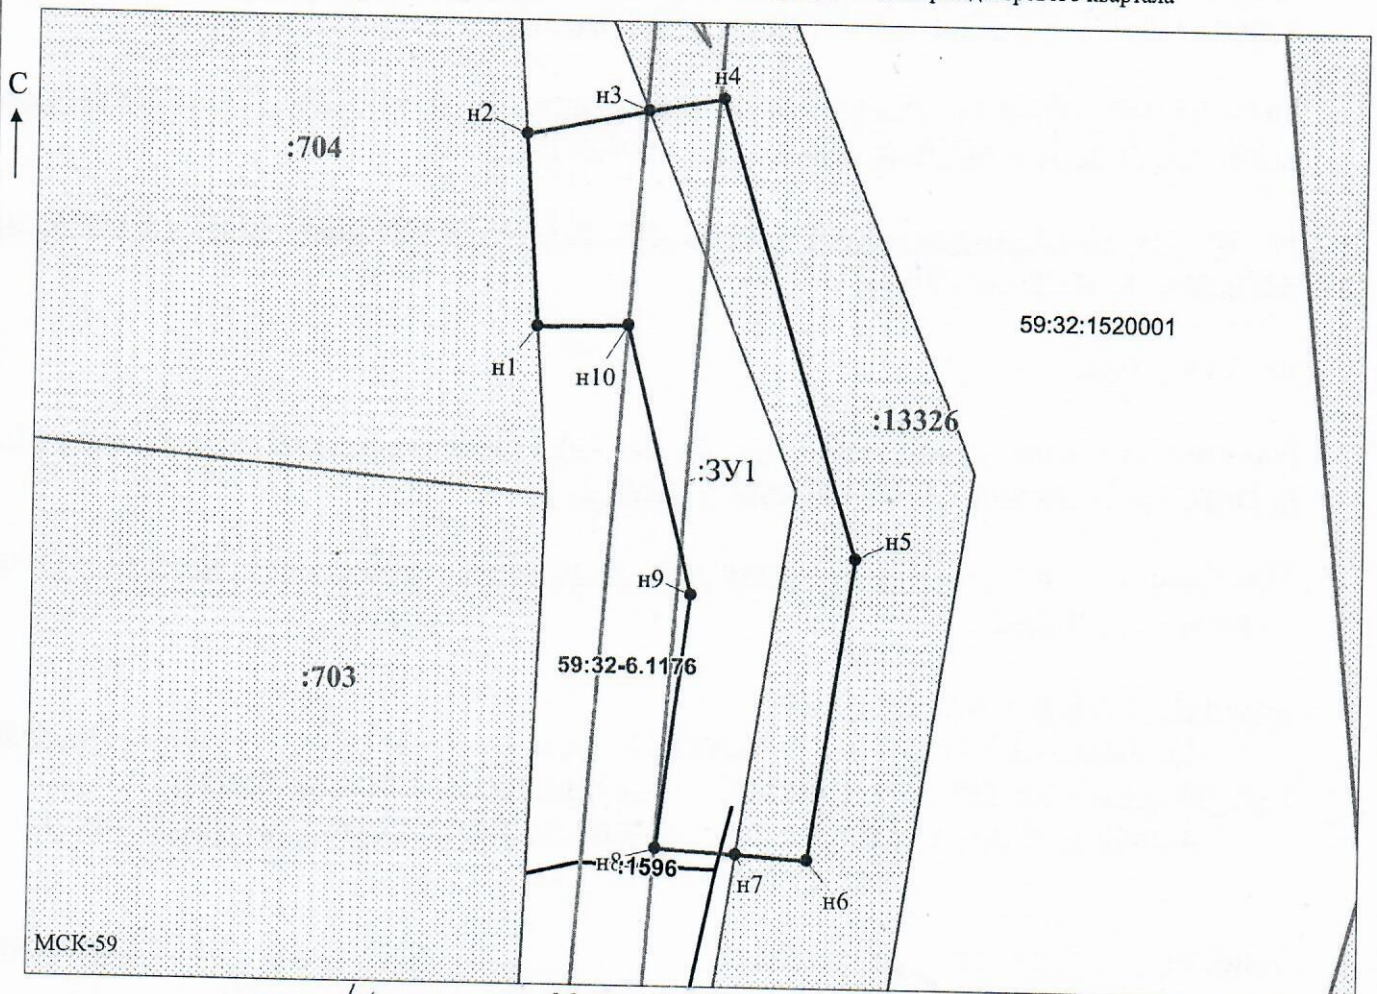 квартала
С
н4
н3
н2
:704
59:32:1520001
н1
н10
:13326
:ЗУ1
н5
н9
59:32-6.1176
:703
н8
:1596
н7
н6
МСК-59